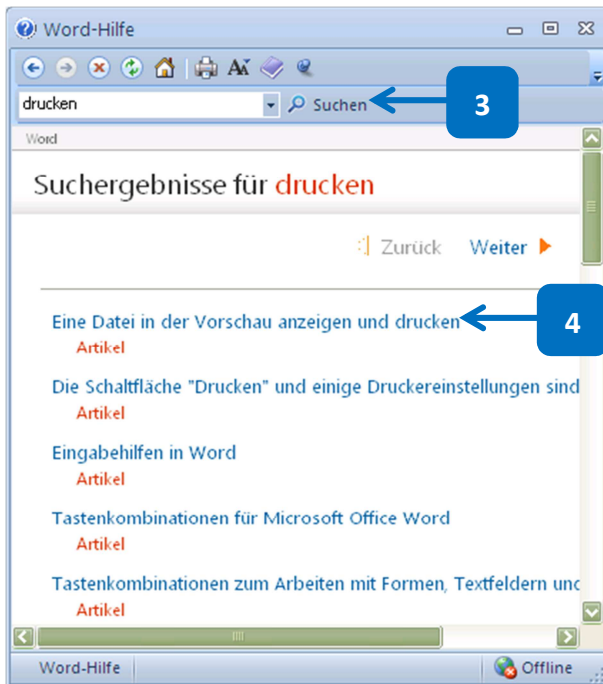 Word-Hilfe
drucken
Suchen
3
Word
Suchergebnisse für drucken
Zurück Weiter
Eine Datei in der Vorschau anzeigen und drucken
4
Artikel
Die Schaltfläche "Drucken" und einige Druckereinstellungen sind
Artikel
Eingabehilfen in Word
Artikel
Tastenkombinationen für Microsoft Office Word
Artikel
Tastenkombinationen zum Arbeiten mit Formen, Textfeldern und
Artikel
Word-Hilfe
Offline